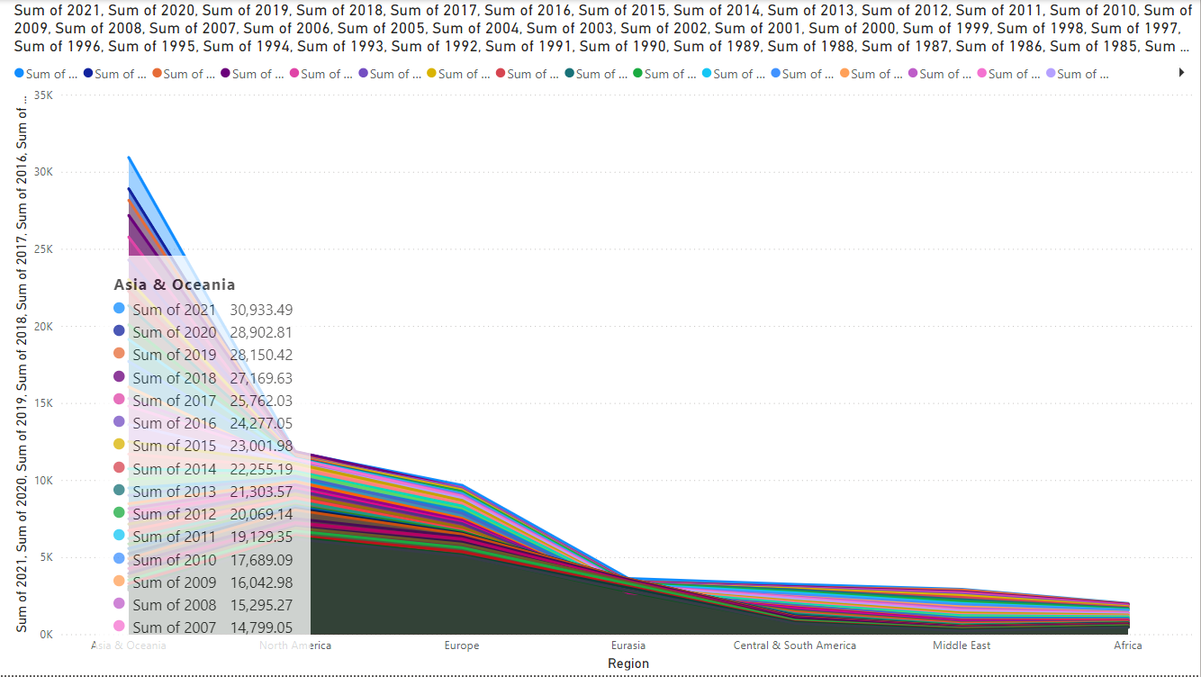 Sum of 2021, Sum of 2020, Sum of 2019, Sum of 2018, Sum of 2017, Sum of 2016, Sum of 2015, Sum of 2014, Sum of 2013, Sum of 2012, Sum of 2011, Sum of 2010, Sum of
2009, Sum of 2008, Sum of 2007, Sum of 2006, Sum of 2005, Sum of 2004, Sum of 2003, Sum of 2002, Sum of 2001, Sum of 2000, Sum of 1999, Sum of 1998, Sum of 1997,
Sum of 1996, Sum of 1995, Sum of 1994, Sum of 1993, Sum of 1992, Sum of 1991, Sum of 1990, Sum of 1989, Sum of 1988, Sum of 1987, Sum of 1986, Sum of 1985, Sum ...
Sum of ... Sum of ... Sum of ... Sum of ... Sum of ... Sum of ... Sum of ... Sum of ... Sum of ... Sum of ... Sum of ... Sum of ... Sum of ... Sum of ... Sum of ... Sum of ...
Sum of 2021, Sum of 2020, Sum of 2019, Sum of 2018, Sum of 2017, Sum of 2016, Sum of ...
35K
30K
25K
20K
15K
10K
5K
0K
Asia & Oceania
Sum of 2021 30,933.49
Sum of 2020 28,902.81
Sum of 2019 28,150.42
Sum of 2018 27,169.63
Sum of 2017 25,762.03
Sum of 2016 24,277.05
Sum of 2015 23,001.98
Sum of 2014 22,255.19
Sum of 2013 21,303.57
Sum of 2012 20,069.14
Sum of 2011 19,129.35
Sum of 2010 17,689.09
Sum of 2009 16,042.98
Sum of 2008 15,295.27
Sum of 2007 14,799.05
Asia & Oceania North America Europe Eurasia Central & South America Middle East Africa
Region